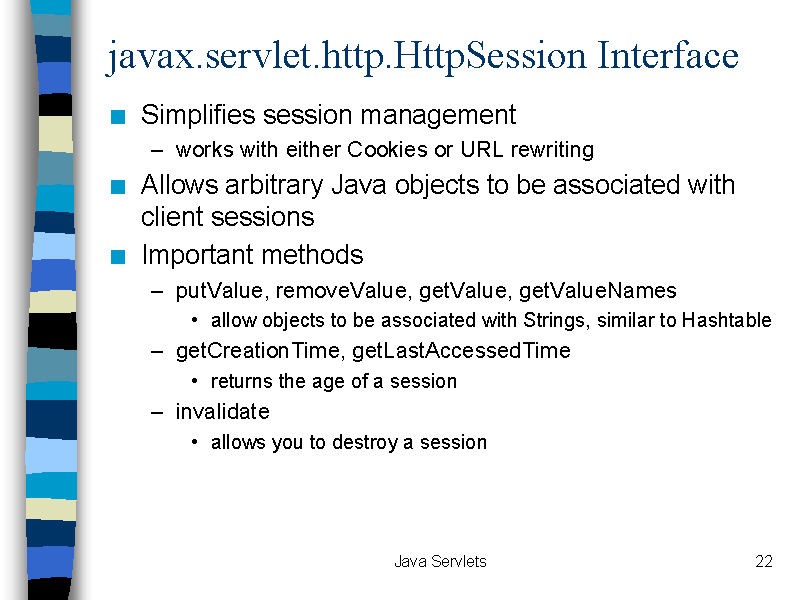 javax.servlet.http.HttpSession Interface
■ Simplifies session management
– works with either Cookies or URL rewriting
■ Allows arbitrary Java objects to be associated with
client sessions
■ Important methods
– putValue, removeValue, getValue, getValueNames
• allow objects to be associated with Strings, similar to Hashtable
– getCreationTime, getLastAccessedTime
• returns the age of a session
– invalidate
• allows you to destroy a session
Java Servlets
22